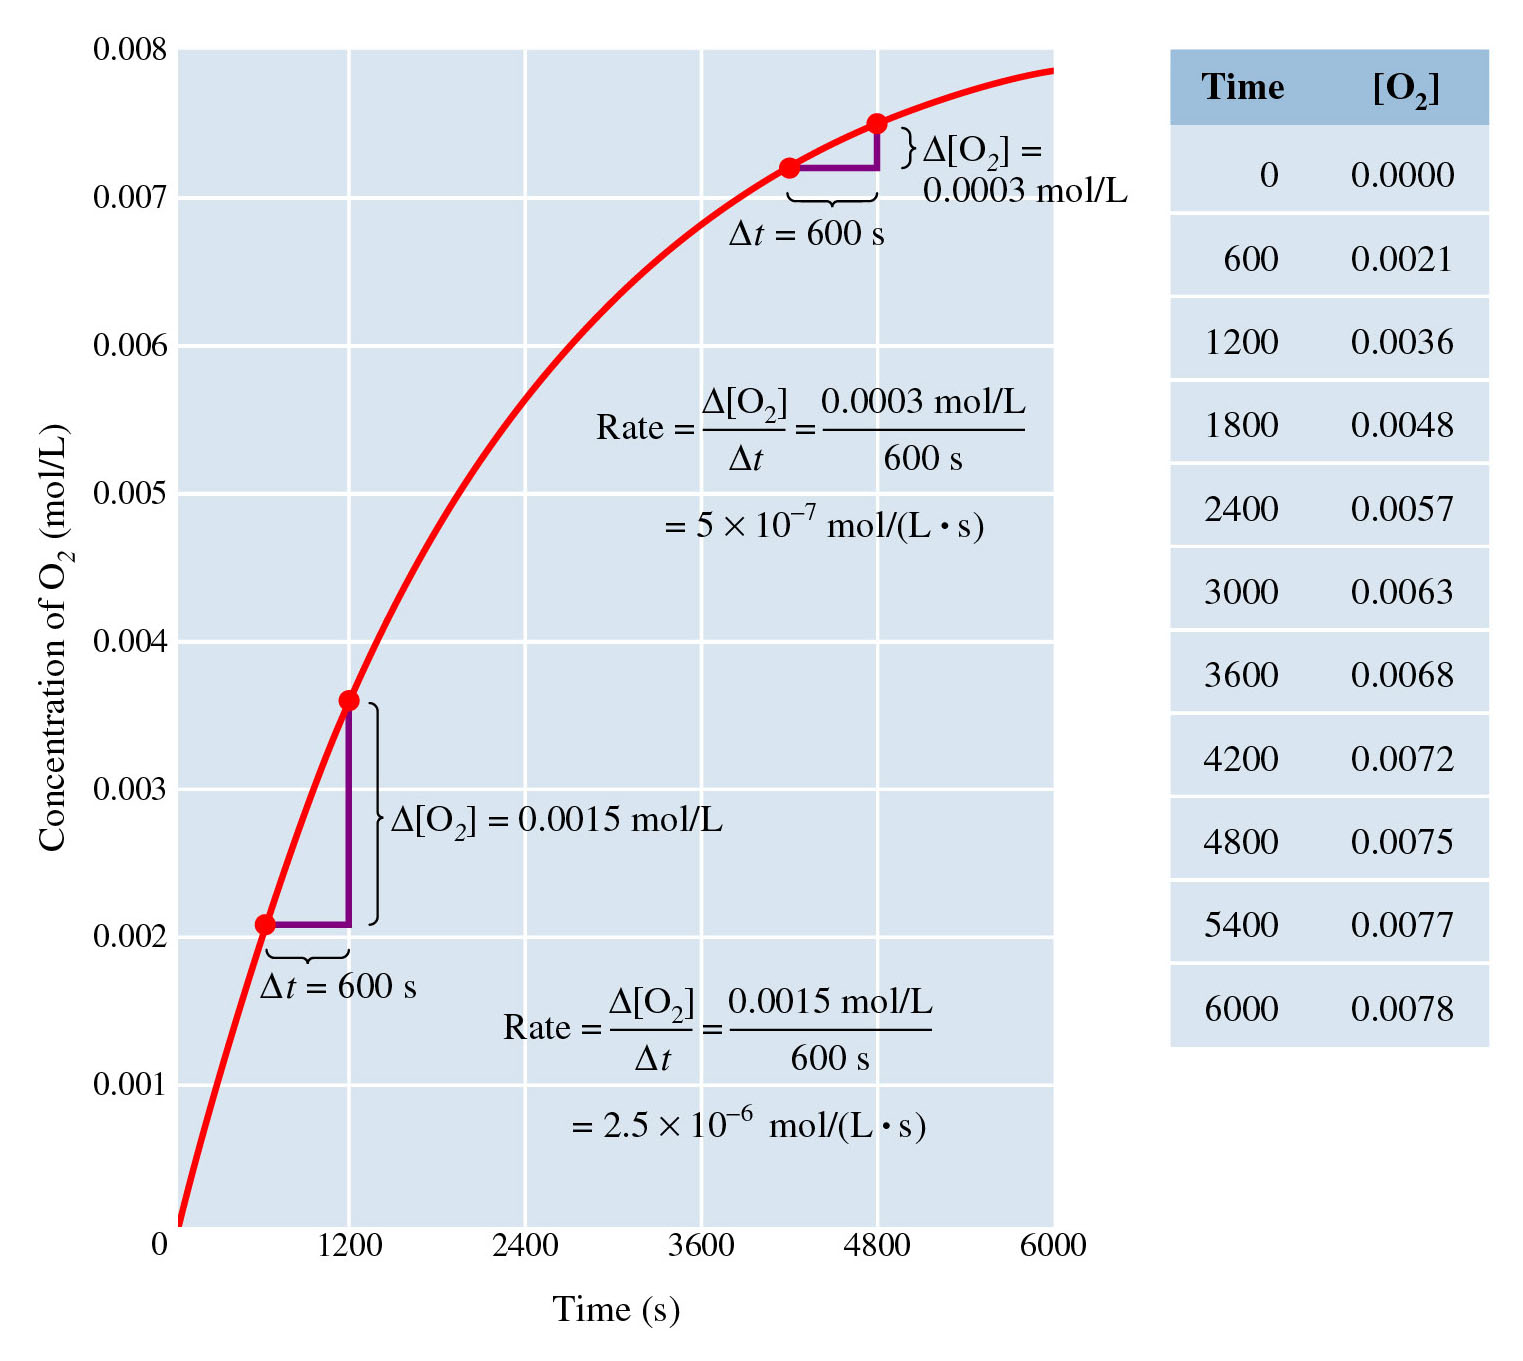 0.008
0.007
0.006
0.005
0.004
0.003
0.002
0.001
0
1200
2400
3600
4800
6000
Concentration of O₂ (mol/L)
Time (s)
Δ[O₂] =
0.0003 mol/L
Δt = 600 s
Rate = Δ[O₂]/Δt = 0.0003 mol/L / 600 s
= 5 × 10⁻⁷ mol/(L · s)
Δ[O₂] = 0.0015 mol/L
Δt = 600 s
Rate = Δ[O₂]/Δt = 0.0015 mol/L / 600 s
= 2.5 × 10⁻⁶ mol/(L · s)
Time [O₂]
0 0.0000
600 0.0021
1200 0.0036
1800 0.0048
2400 0.0057
3000 0.0063
3600 0.0068
4200 0.0072
4800 0.0075
5400 0.0077
6000 0.0078